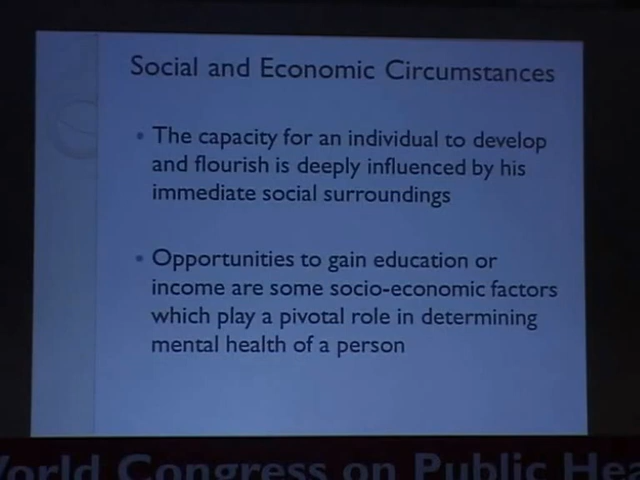 Social and Economic Circumstances
• The capacity for an individual to develop
and flourish is deeply influenced by his
immediate social surroundings
• Opportunities to gain education or
income are some socio-economic factors
which play a pivotal role in determining
mental health of a person
World Congress on Public Hea